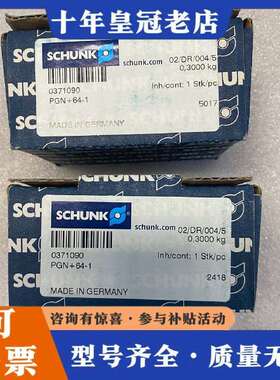 十年皇冠老店
SCHUNK
schunk.com
02/DR/004/5
0,3000 kg
0371090
PGN+64-1
Inh/cont: 1 Stk/pc
5017
MADE IN GERMANY
SCHUNK
schunk.com
02/DR/004/5
0,3000 kg
0371090
PGN+64-1
Inh/cont: 1 Stk/pc
2418
MADE IN GERMANY
咨询有惊喜·参与补贴活动
票
型号齐全·质量保证